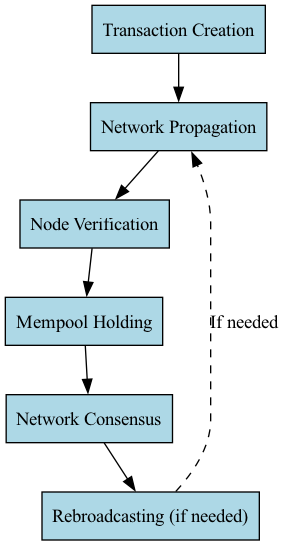 Transaction Creation
Network Propagation
Node Verification
If needed
Mempool Holding
Network Consensus
Rebroadcasting (if needed)